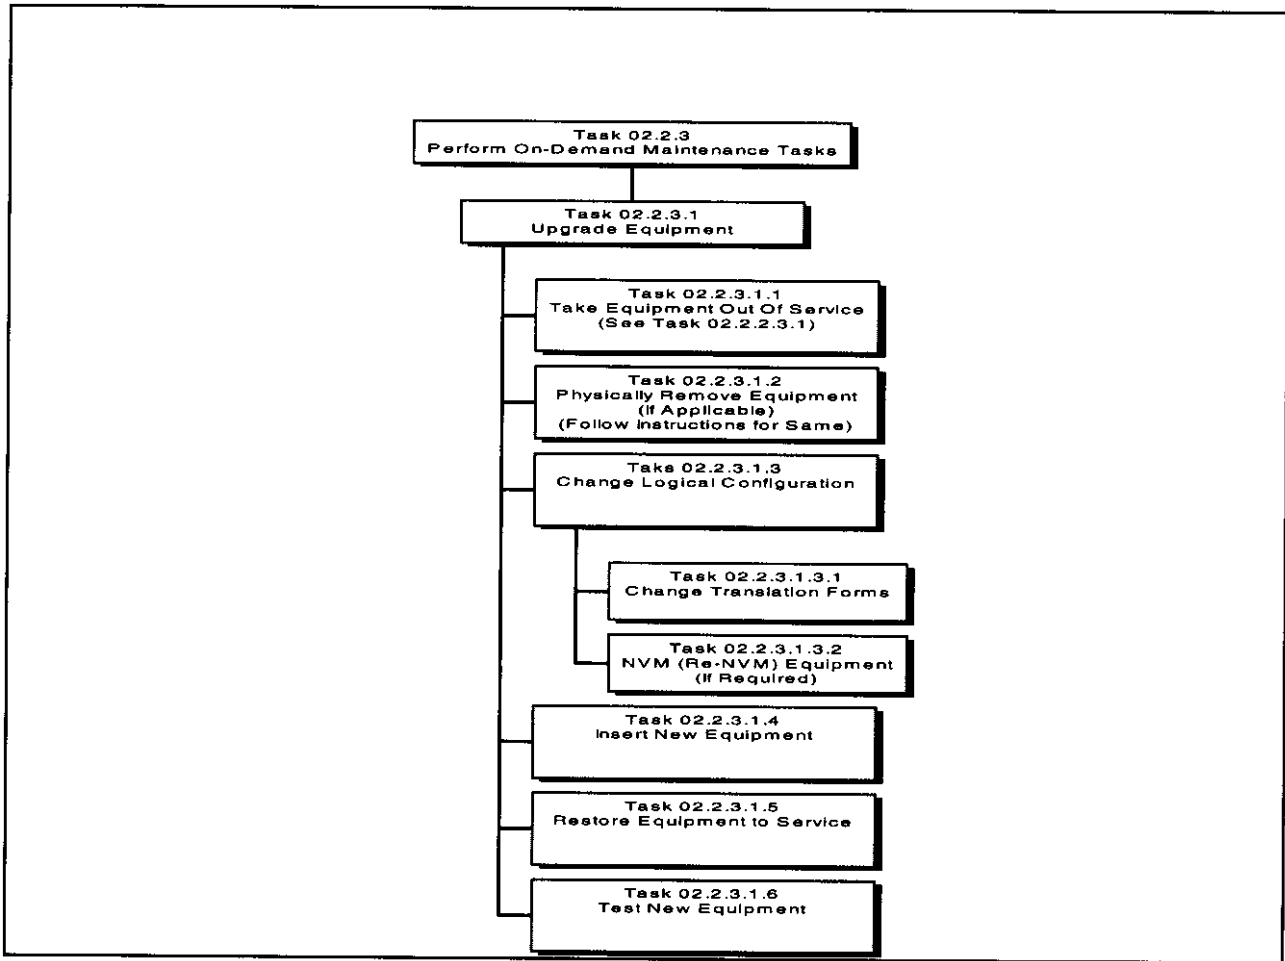 Task 02.2.3
Perform On-Demand Maintenance Tasks
Task 02.2.3.1
Upgrade Equipment
Task 02.2.3.1.1
Take Equipment Out Of Service
(See Task 02.2.2.3.1)
Task 02.2.3.1.2
Physically Remove Equipment
(If Applicable)
(Follow Instructions for Same)
Taks 02.2.3.1.3
Change Logical Configuration
Task 02.2.3.1.3.1
Change Translation Forms
Task 02.2.3.1.3.2
NVM (Re-NVM) Equipment
(If Required)
Task 02.2.3.1.4
Insert New Equipment
Task 02.2.3.1.5
Restore Equipment to Service
Task 02.2.3.1.6
Test New Equipment